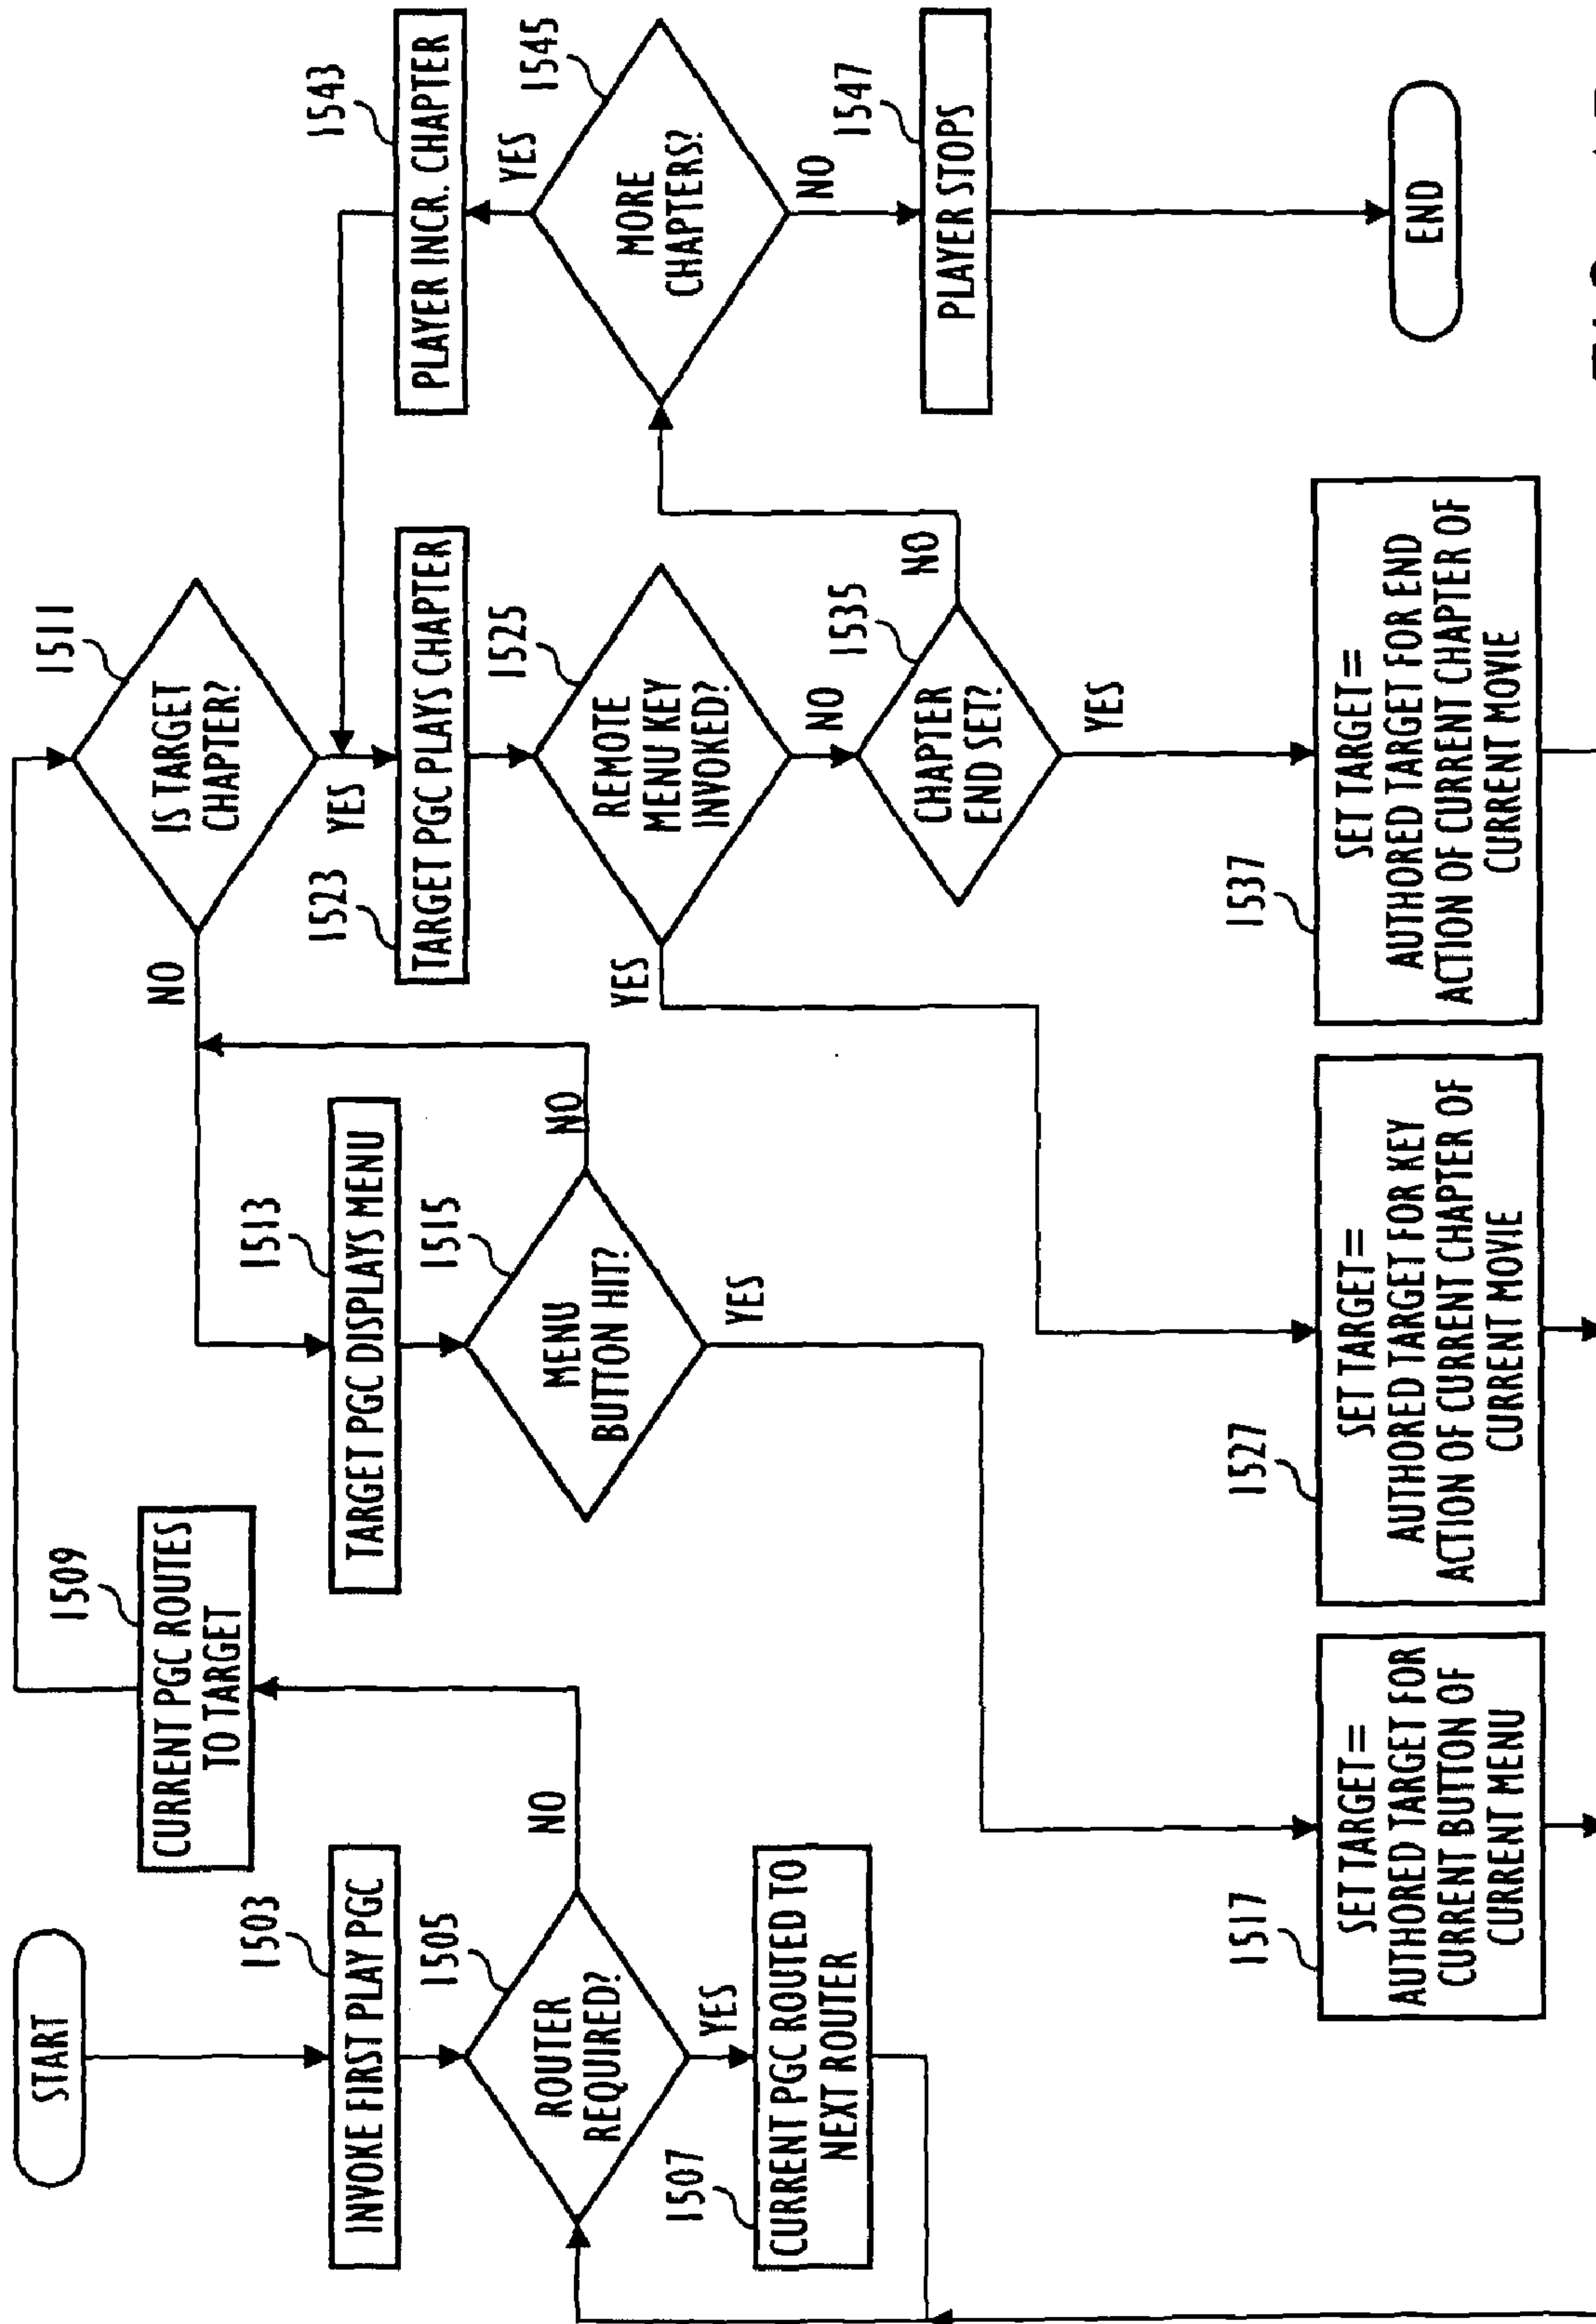 START
1503
INVOKE FIRST PLAY PGC
1505
ROUTER
REQUIRED?
NO
YES
1507
CURRENT PGC ROUTED TO
NEXT ROUTER
1509
CURRENT PGC ROUTES
TO TARGET
1511
IS TARGET
CHAPTER?
NO
YES
1513
TARGET PGC DISPLAYS MENU
1515
MENU
BUTTON HIT?
NO
YES
1517
SET TARGET=
AUTHORED TARGET FOR
CURRENT BUTTON OF
CURRENT MENU
1523
TARGET PGC PLAYS CHAPTER
1525
REMOTE
MENU KEY
INVOKED?
YES
NO
1527
SET TARGET=
AUTHORED TARGET FOR KEY
ACTION OF CURRENT CHAPTER OF
CURRENT MOVIE
1535
CHAPTER
END SET?
NO
YES
1537
SET TARGET=
AUTHORED TARGET FOR END
ACTION OF CURRENT CHAPTER OF
CURRENT MOVIE
1543
PLAYER INCR. CHAPTER
1545
MORE
CHAPTERS?
YES
NO
1547
PLAYER STOPS
END